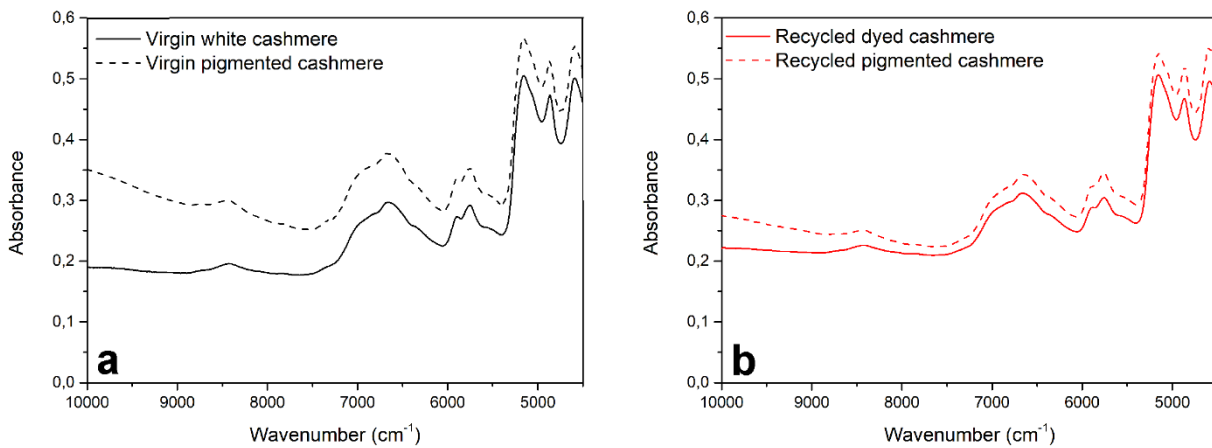 0,6
0,5
0,4
0,3
0,2
0,1
0,0
Absorbance
Virgin white cashmere
Virgin pigmented cashmere
a
10000 9000 8000 7000 6000 5000
Wavenumber (cm⁻¹)
0,6
0,5
0,4
0,3
0,2
0,1
0,0
Absorbance
Recycled dyed cashmere
Recycled pigmented cashmere
b
10000 9000 8000 7000 6000 5000
Wavenumber (cm⁻¹)